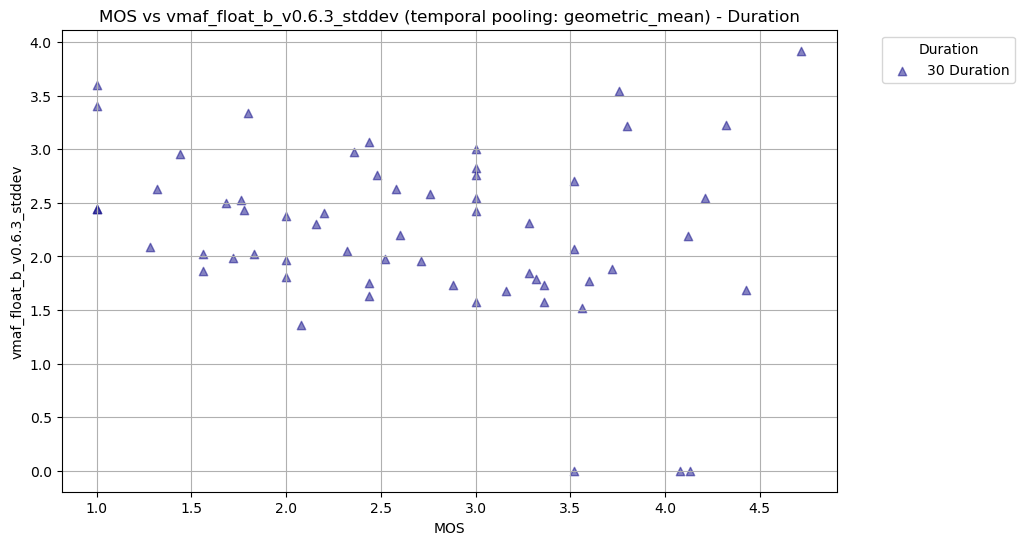 MOS vs vmaf_float_b_v0.6.3_stddev (temporal pooling: geometric_mean) - Duration
Duration
30 Duration
vmaf_float_b_v0.6.3_stddev
4.0
3.5
3.0
2.5
2.0
1.5
1.0
0.5
0.0
1.0 1.5 2.0 2.5 3.0 3.5 4.0 4.5
MOS